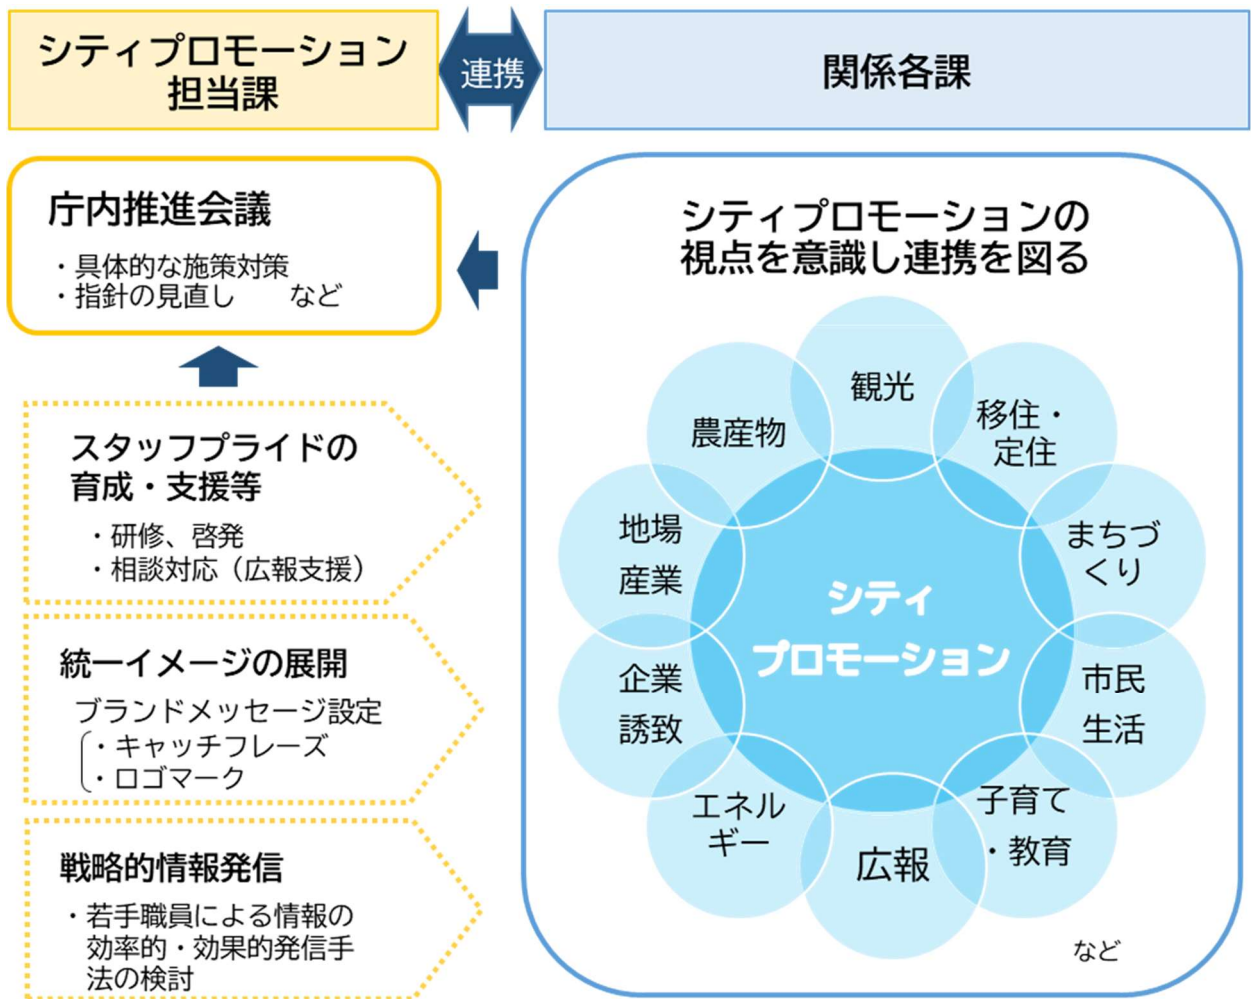 シティプロモーション
担当課
連携
関係各課
庁内推進会議
・具体的な施策対策
・指針の見直し　　など
スタッフプライドの
育成・支援等
・研修、啓発
・相談対応（広報支援）
統一イメージの展開
ブランドメッセージ設定
・キャッチフレーズ
・ロゴマーク
戦略的情報発信
・若手職員による情報の
効率的・効果的発信手
法の検討
シティプロモーションの
視点を意識し連携を図る
観光
移住・
定住
まちづ
くり
市民
生活
子育て
・教育
広報
エネル
ギー
企業
誘致
地場
産業
農産物
シティ
プロモーション
など